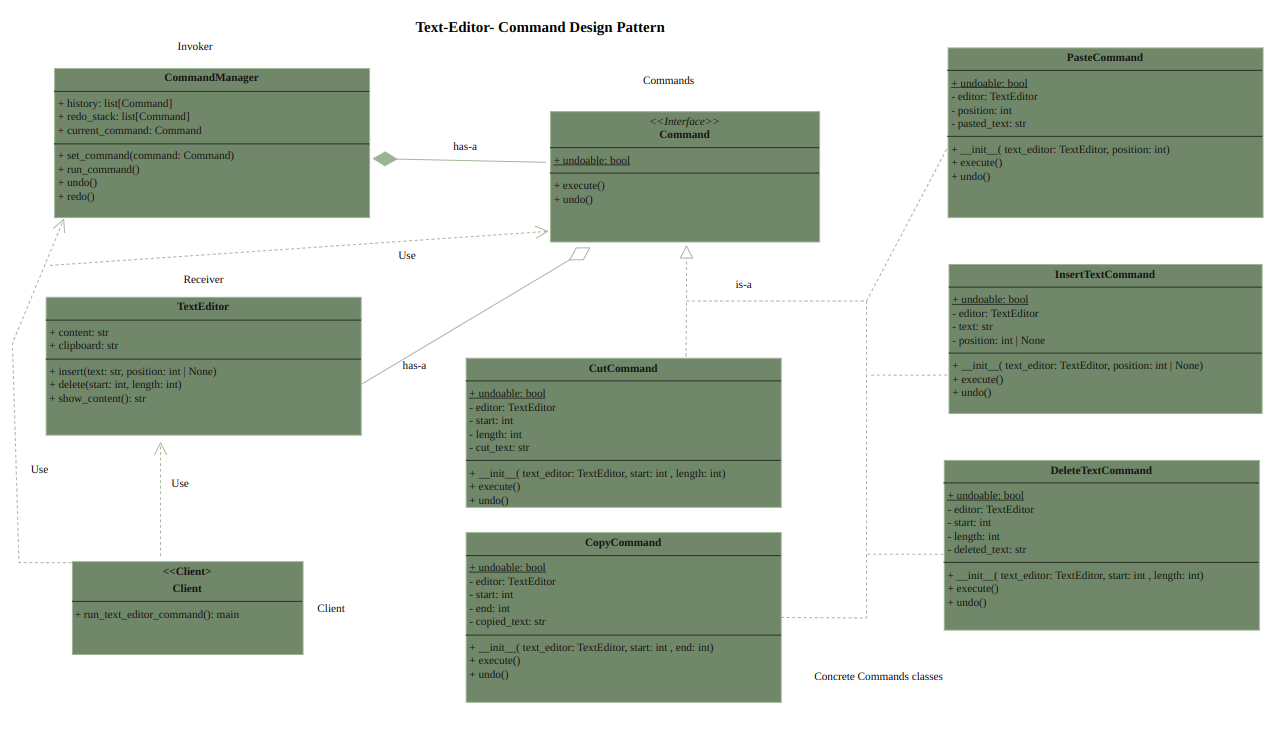 Text-Editor- Command Design Pattern
Invoker
CommandManager
+ history: list[Command]
+ redo_stack: list[Command]
+ current_command: Command
+ set_command(command: Command)
+ run_command()
+ undo()
+ redo()
has-a
Commands
<<Interface>>
Command
+ undoable: bool
+ execute()
+ undo()
Use
Receiver
TextEditor
+ content: str
+ clipboard: str
+ insert(text: str, position: int | None)
+ delete(start: int, length: int)
+ show_content(): str
has-a
is-a
Use
Use
<<Client>
Client
+ run_text_editor_command(): main
Client
CutCommand
+ undoable: bool
- editor: TextEditor
- start: int
- length: int
- cut_text: str
+ __init__( text_editor: TextEditor, start: int , length: int)
+ execute()
+ undo()
CopyCommand
+ undoable: bool
- editor: TextEditor
- start: int
- end: int
- copied_text: str
+ __init__( text_editor: TextEditor, start: int , end: int)
+ execute()
+ undo()
PasteCommand
+ undoable: bool
- editor: TextEditor
- position: int
- pasted_text: str
+ __init__( text_editor: TextEditor, position: int)
+ execute()
+ undo()
InsertTextCommand
+ undoable: bool
- editor: TextEditor
- text: str
- position: int | None
+ __init__( text_editor: TextEditor, position: int | None)
+ execute()
+ undo()
DeleteTextCommand
+ undoable: bool
- editor: TextEditor
- start: int
- length: int
- deleted_text: str
+ __init__( text_editor: TextEditor, start: int , length: int)
+ execute()
+ undo()
Concrete Commands classes